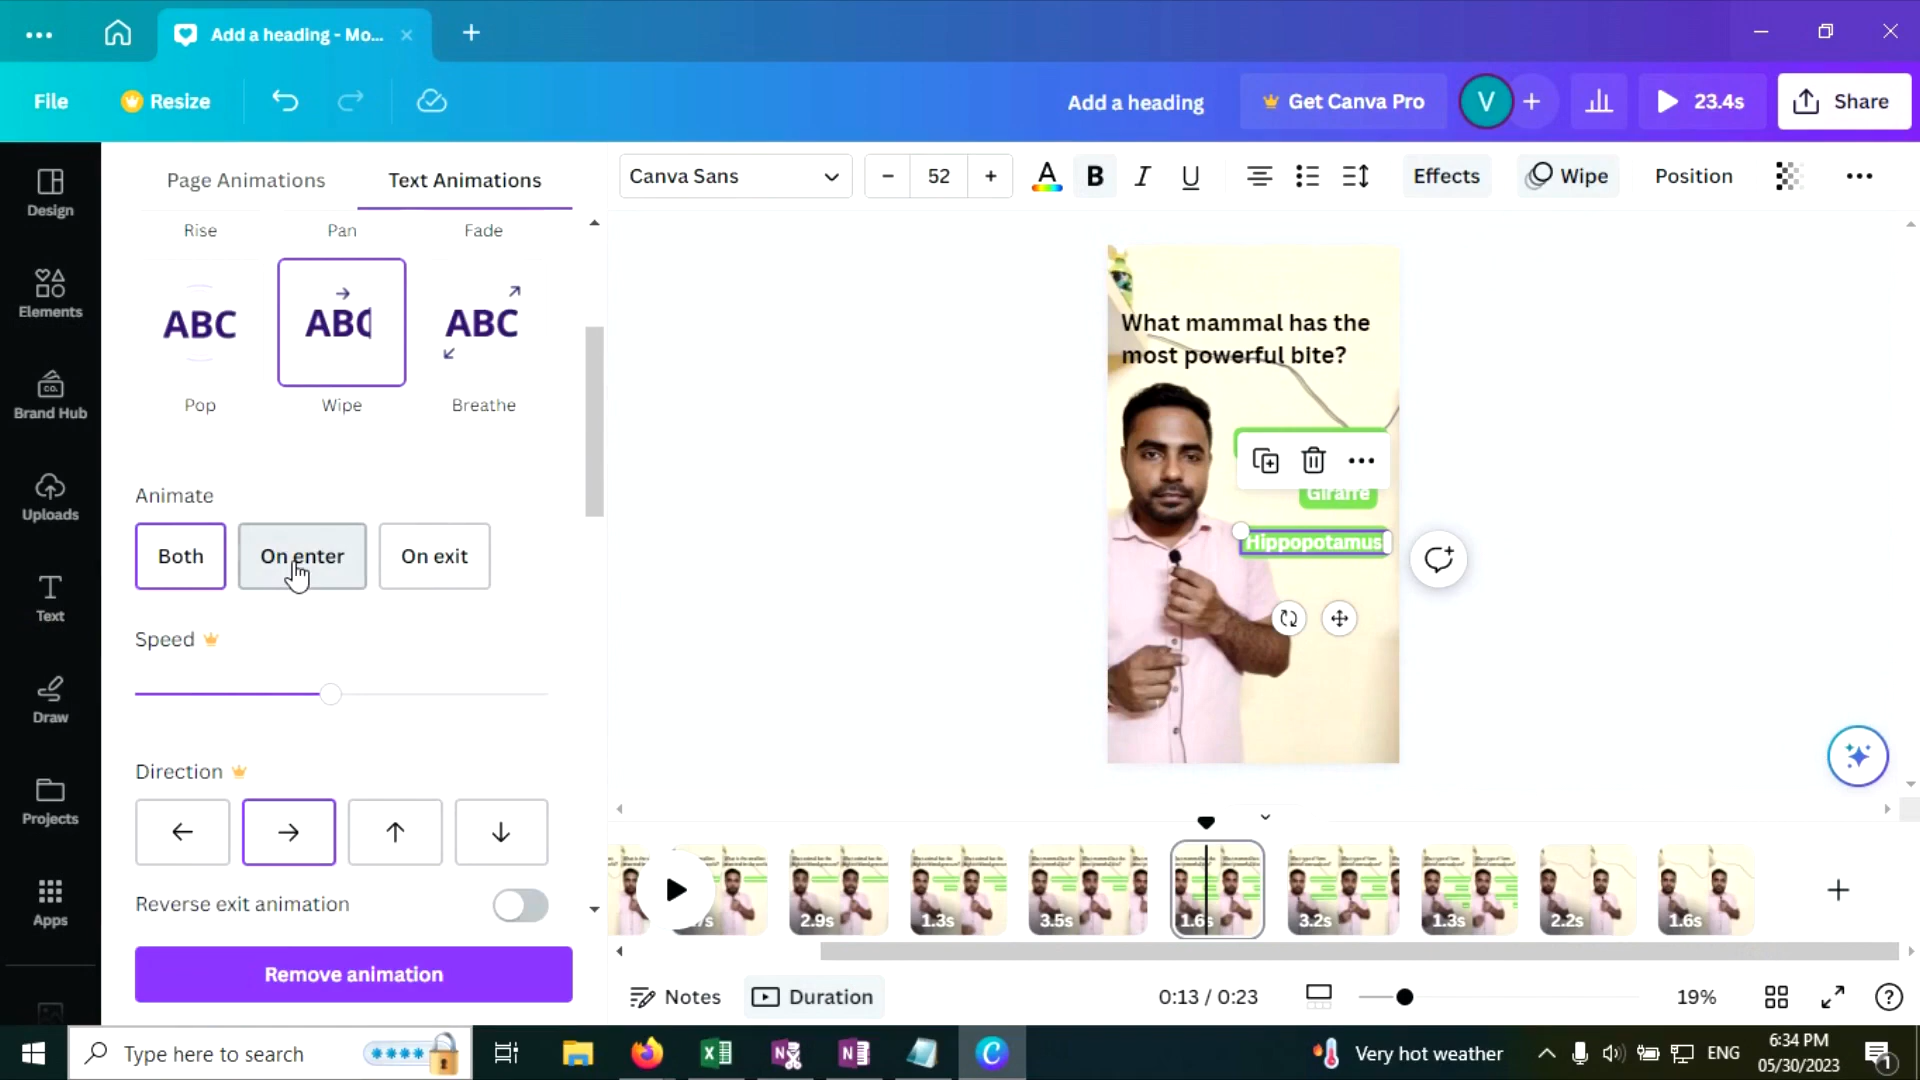 Add a heading - Mo...
File
Resize
Add a heading
Get Canva Pro
V
23.4s
Share
Design
Elements
Brand Hub
CO.
Uploads
Text
Draw
Projects
Apps
Page Animations
Text Animations
Rise
Pan
Fade
ABC
ABC
ABC
Pop
Wipe
Breathe
Animate
Both
On enter
On exit
Speed
Direction
Reverse exit animation
Remove animation
Canva Sans
52
A
B
I
U
Effects
Wipe
Position
What mammal has the
most powerful bite?
Giraffe
Hippopotamus
2.9s
1.3s
3.5s
1.6s
3.2s
1.3s
2.2s
1.6s
Notes
Duration
0:13 / 0:23
19%
Type here to search
Very hot weather
ENG
6:34 PM
05/30/2023
1